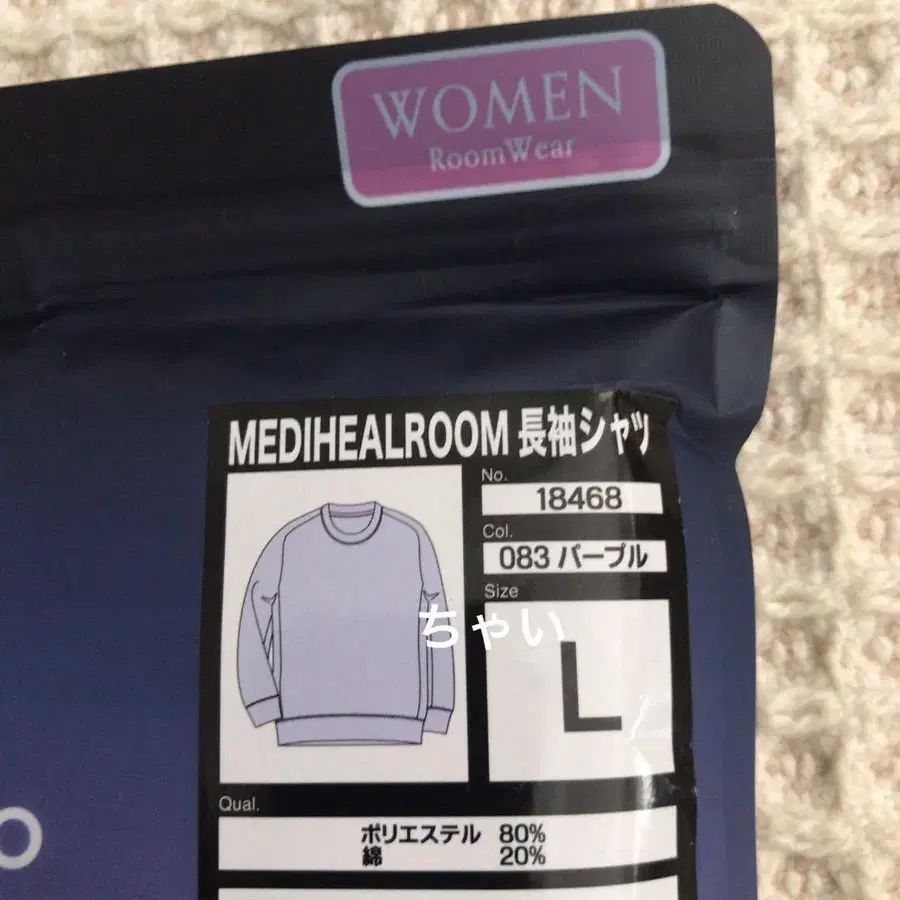 WOMEN
RoomWear
MEDIHEALROOM 長袖シャツ
No.
18468
Col.
083 パープル
Size
L
ちゃい
Qual.
ポリエステル 80%
綿 20%
o